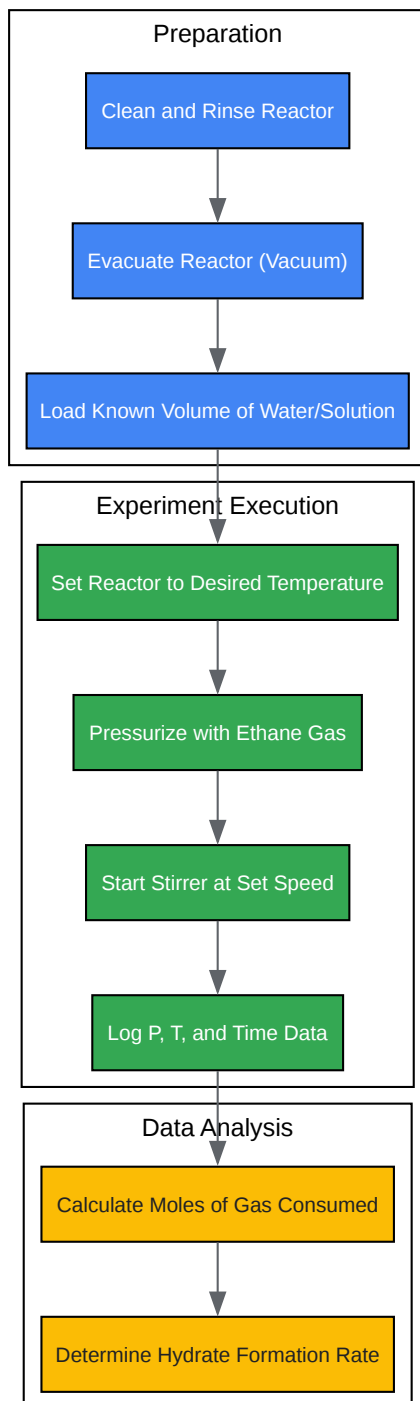 Preparation
Clean and Rinse Reactor
Evacuate Reactor (Vacuum)
Load Known Volume of Water/Solution
Experiment Execution
Set Reactor to Desired Temperature
Pressurize with Ethane Gas
Start Stirrer at Set Speed
Log P, T, and Time Data
Data Analysis
Calculate Moles of Gas Consumed
Determine Hydrate Formation Rate